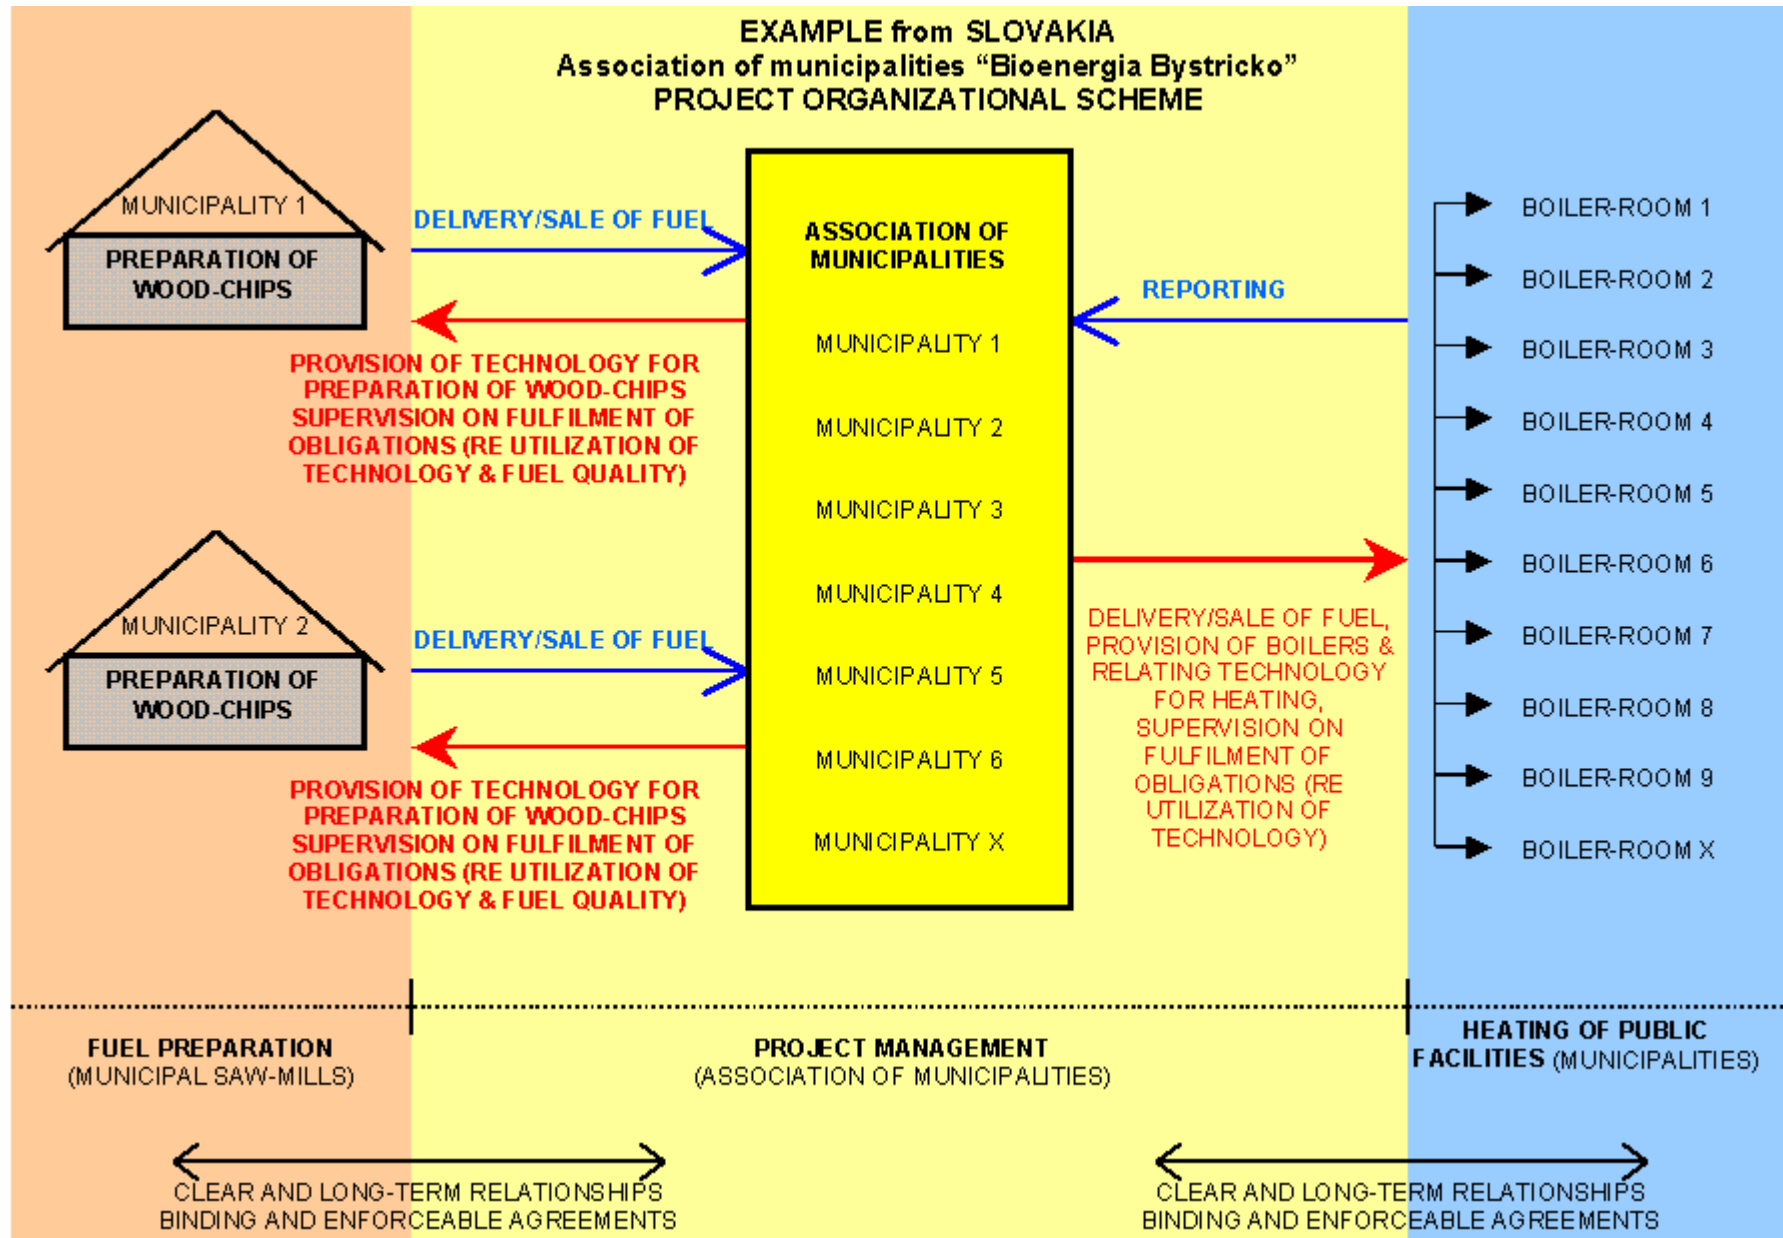 EXAMPLE from SLOVAKIA
Association of municipalities “Bioenergia Bystricko”
PROJECT ORGANIZATIONAL SCHEME
MUNICIPALITY 1
PREPARATION OF
WOOD-CHIPS
DELIVERY/SALE OF FUEL
PROVISION OF TECHNOLOGY FOR
PREPARATION OF WOOD-CHIPS
SUPERVISION ON FULFILMENT OF
OBLIGATIONS (RE UTILIZATION OF
TECHNOLOGY & FUEL QUALITY)
MUNICIPALITY 2
PREPARATION OF
WOOD-CHIPS
DELIVERY/SALE OF FUEL
PROVISION OF TECHNOLOGY FOR
PREPARATION OF WOOD-CHIPS
SUPERVISION ON FULFILMENT OF
OBLIGATIONS (RE UTILIZATION OF
TECHNOLOGY & FUEL QUALITY)
ASSOCIATION OF
MUNICIPALITIES
MUNICIPALITY 1
MUNICIPALITY 2
MUNICIPALITY 3
MUNICIPALITY 4
MUNICIPALITY 5
MUNICIPALITY 6
MUNICIPALITY X
REPORTING
DELIVERY/SALE OF FUEL,
PROVISION OF BOILERS &
RELATING TECHNOLOGY
FOR HEATING,
SUPERVISION ON
FULFILMENT OF
OBLIGATIONS (RE
UTILIZATION OF
TECHNOLOGY)
BOILER-ROOM 1
BOILER-ROOM 2
BOILER-ROOM 3
BOILER-ROOM 4
BOILER-ROOM 5
BOILER-ROOM 6
BOILER-ROOM 7
BOILER-ROOM 8
BOILER-ROOM 9
BOILER-ROOM X
FUEL PREPARATION
(MUNICIPAL SAW-MILLS)
PROJECT MANAGEMENT
(ASSOCIATION OF MUNICIPALITIES)
HEATING OF PUBLIC
FACILITIES (MUNICIPALITIES)
CLEAR AND LONG-TERM RELATIONSHIPS
BINDING AND ENFORCEABLE AGREEMENTS
CLEAR AND LONG-TERM RELATIONSHIPS
BINDING AND ENFORCEABLE AGREEMENTS